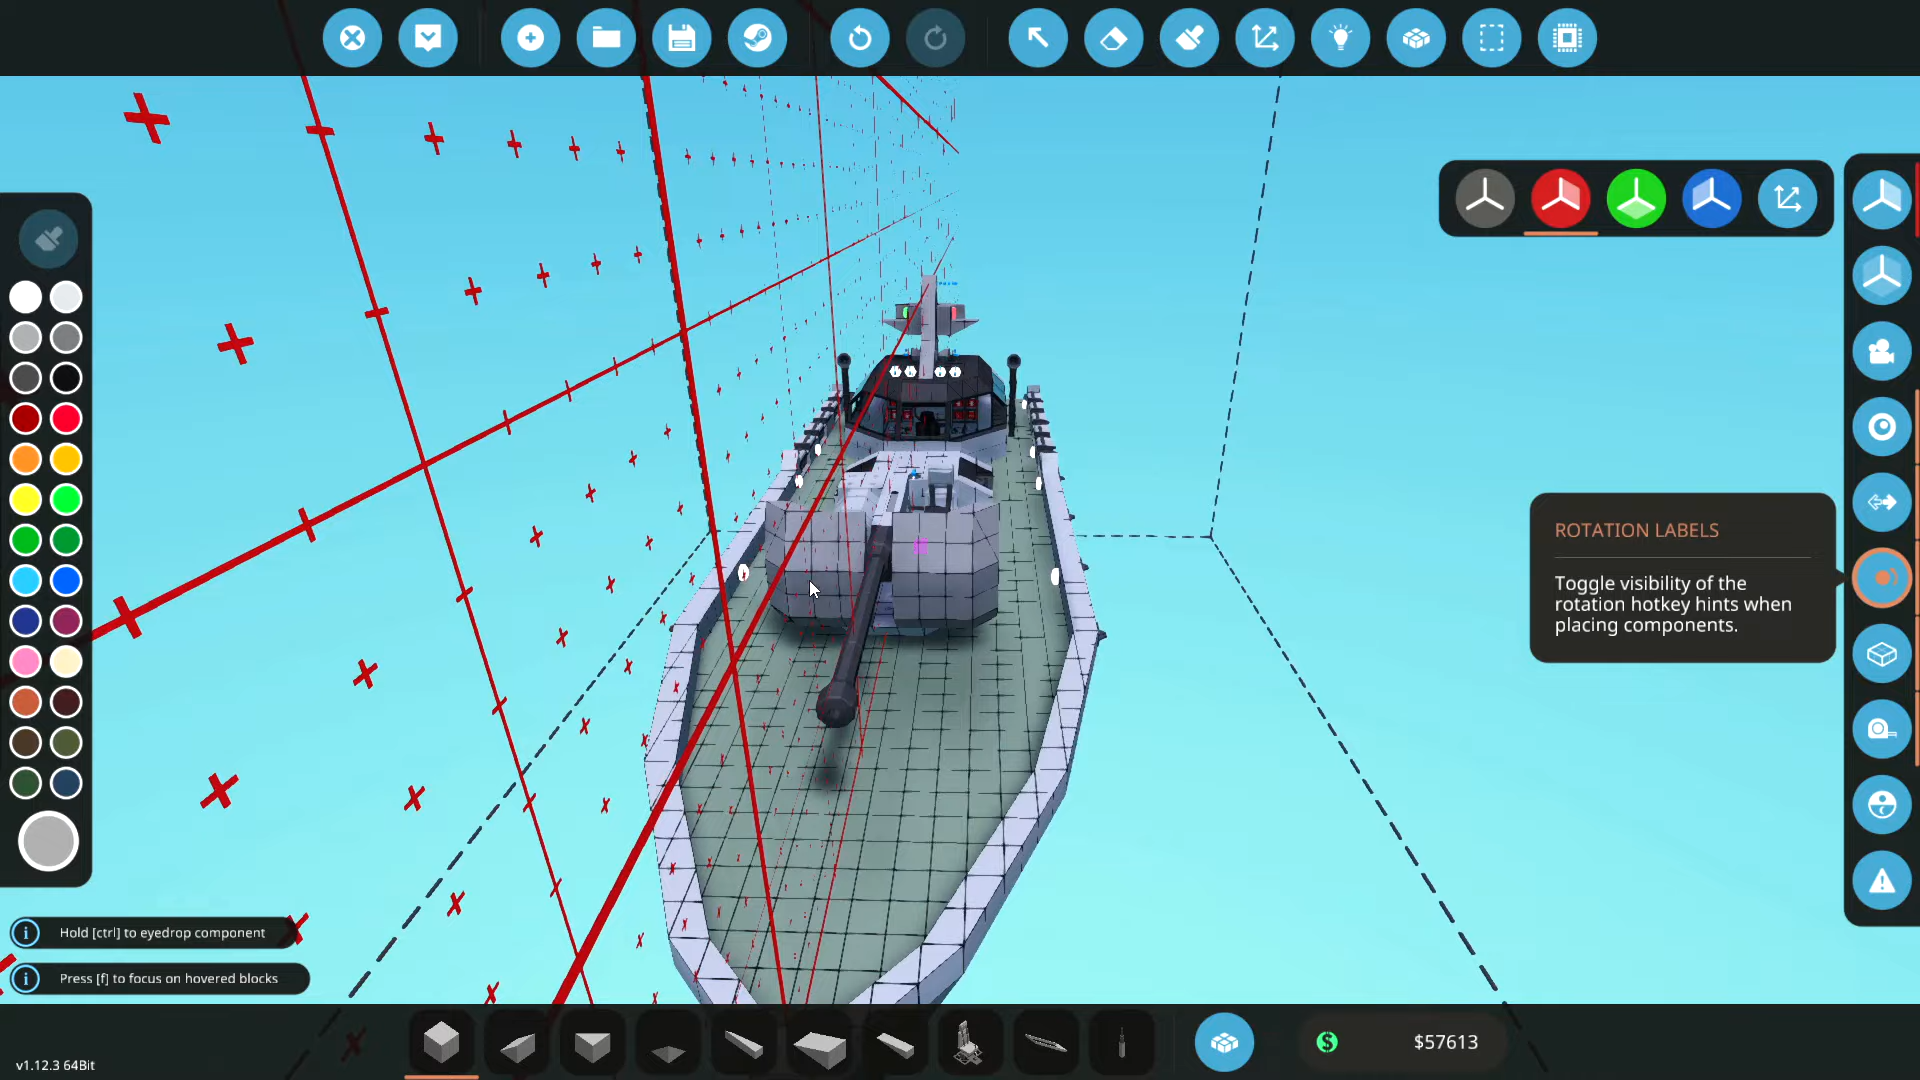 ROTATION LABELS
Toggle visibility of the
rotation hotkey hints when
placing components.
Hold [ctrl] to eyedrop component
Press [f] to focus on hovered blocks
$57613
v1.12.3 64Bit